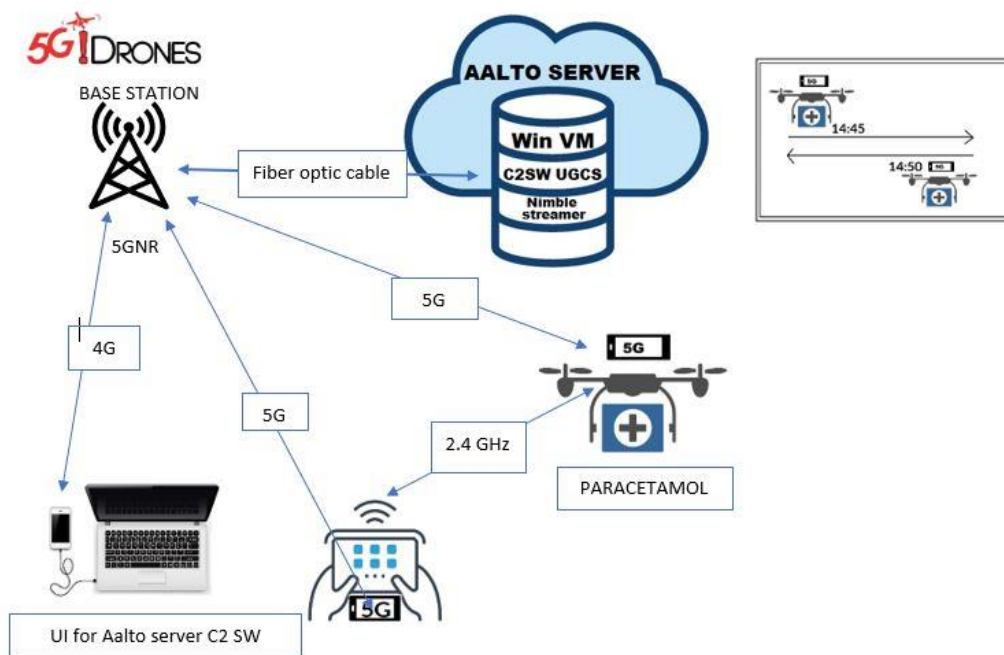 5G!DRONES
BASE STATION
5GNR
Fiber optic cable
AALTO SERVER
Win VM
C2SW UGCS
Nimble
streamer
5G
14:45
14:50
5G
5G
4G
5G
2.4 GHz
5G
PARACETAMOL
5G
UI for Aalto server C2 SW